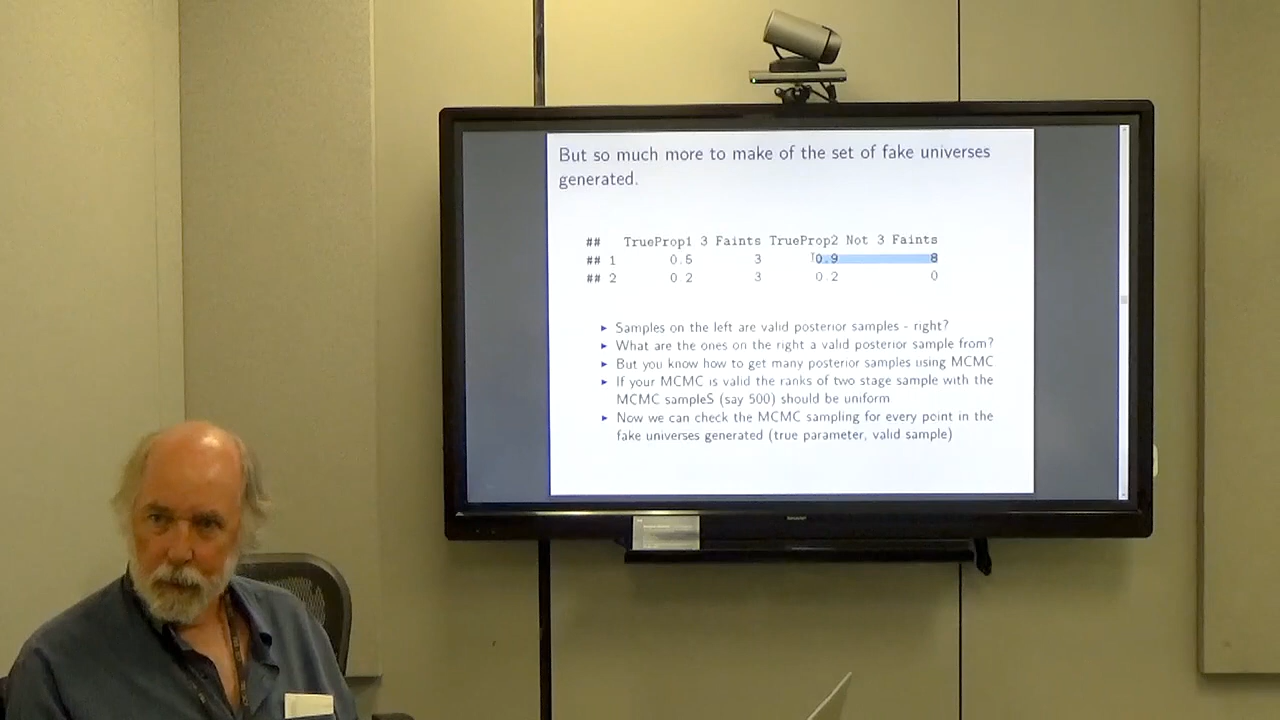 But so much more to make of the set of fake universes
generated.
## TrueProp1 3 Faints TrueProp2 Not 3 Faints
## 1 0.5 3 0.9 8
## 2 0.2 3 0.2 0
▸ Samples on the left are valid posterior samples - right?
▸ What are the ones on the right a valid posterior sample from?
▸ But you know how to get many posterior samples using MCMC
▸ If your MCMC is valid the ranks of two stage sample with the
MCMC sampleS (say 500) should be uniform
▸ Now we can check the MCMC sampling for every point in the
fake universes generated (true parameter, valid sample)
SHARP